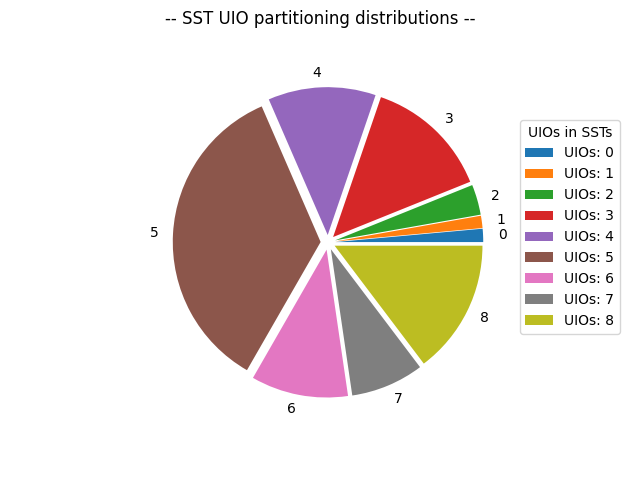 -- SST UIO partitioning distributions --
4
3
2
1
0
5
6
7
8
UIOs in SSTs
UIOs: 0
UIOs: 1
UIOs: 2
UIOs: 3
UIOs: 4
UIOs: 5
UIOs: 6
UIOs: 7
UIOs: 8